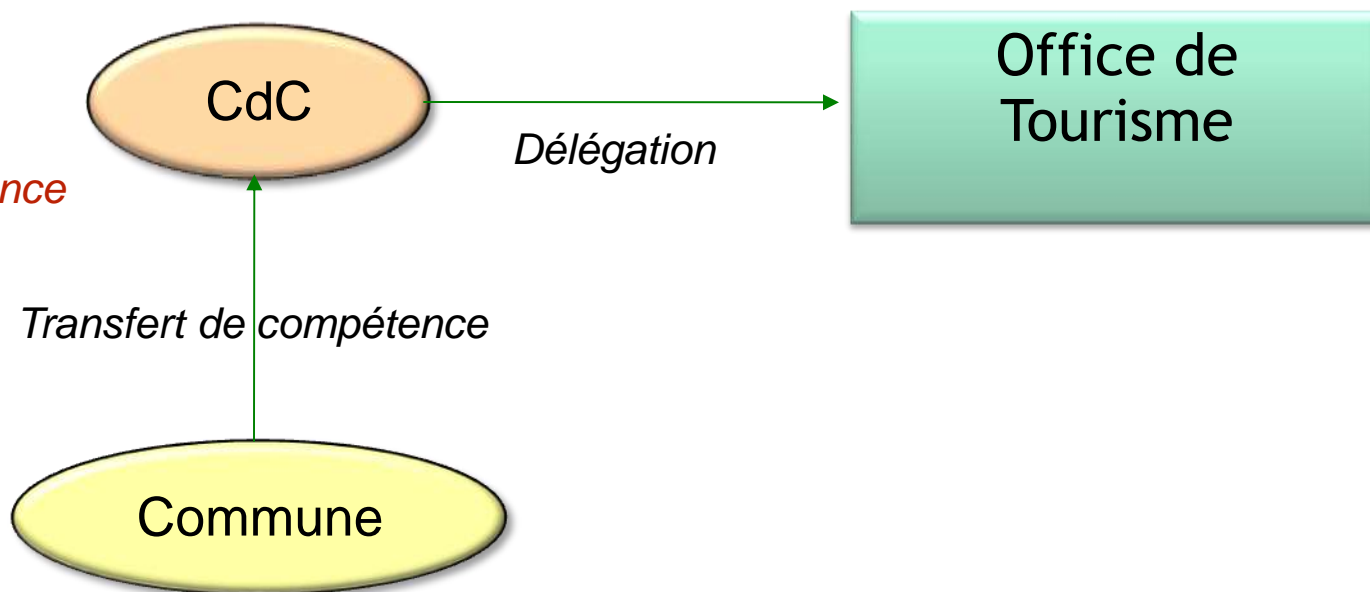 CdC
Office de
Tourisme
Délégation
Transfert de compétence
Commune